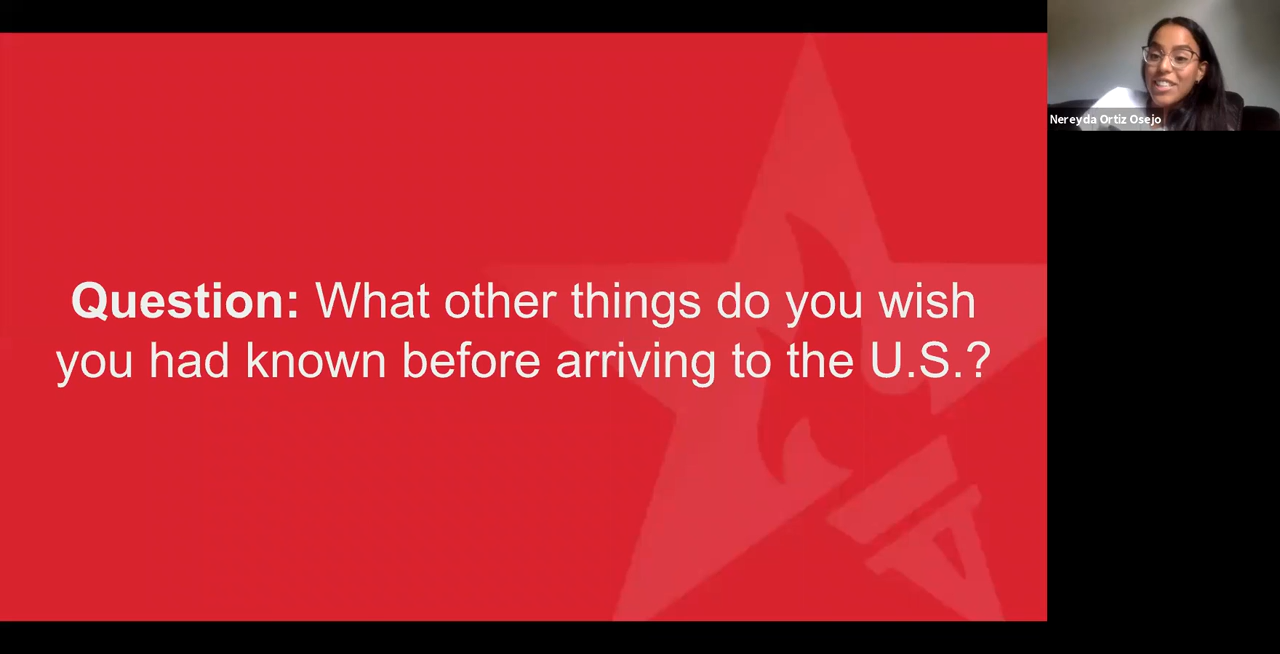 Question: What other things do you wish
you had known before arriving to the U.S.?
Nereyda Ortiz Osejo